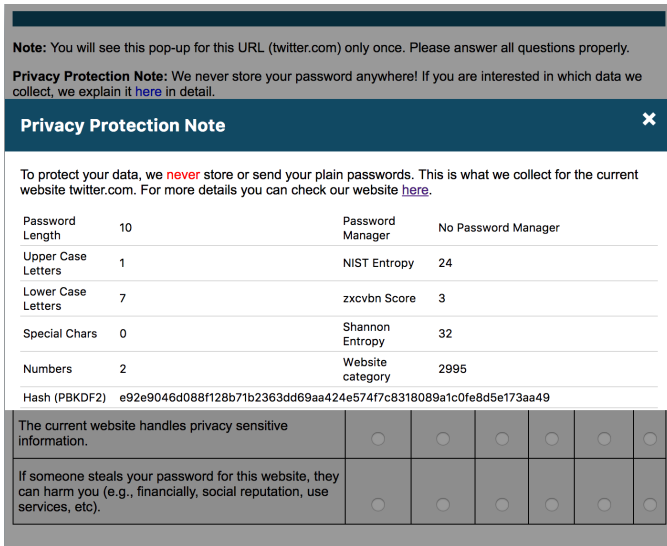 Note: You will see this pop-up for this URL (twitter.com) only once. Please answer all questions properly.
Privacy Protection Note: We never store your password anywhere! If you are interested in which data we
collect, we explain it here in detail.
Privacy Protection Note
To protect your data, we never store or send your plain passwords. This is what we collect for the current
website twitter.com. For more details you can check our website here.
Password Length 10 Password Manager No Password Manager
Upper Case Letters 1 NIST Entropy 24
Lower Case Letters 7 zxcvbn Score 3
Special Chars 0 Shannon Entropy 32
Numbers 2 Website category 2995
Hash (PBKDF2) e92e9046d088f128b71b2363dd69aa424e574f7c8318089a1c0fe8d5e173aa49
The current website handles privacy sensitive
information.
If someone steals your password for this website, they
can harm you (e.g., financially, social reputation, use
services, etc).